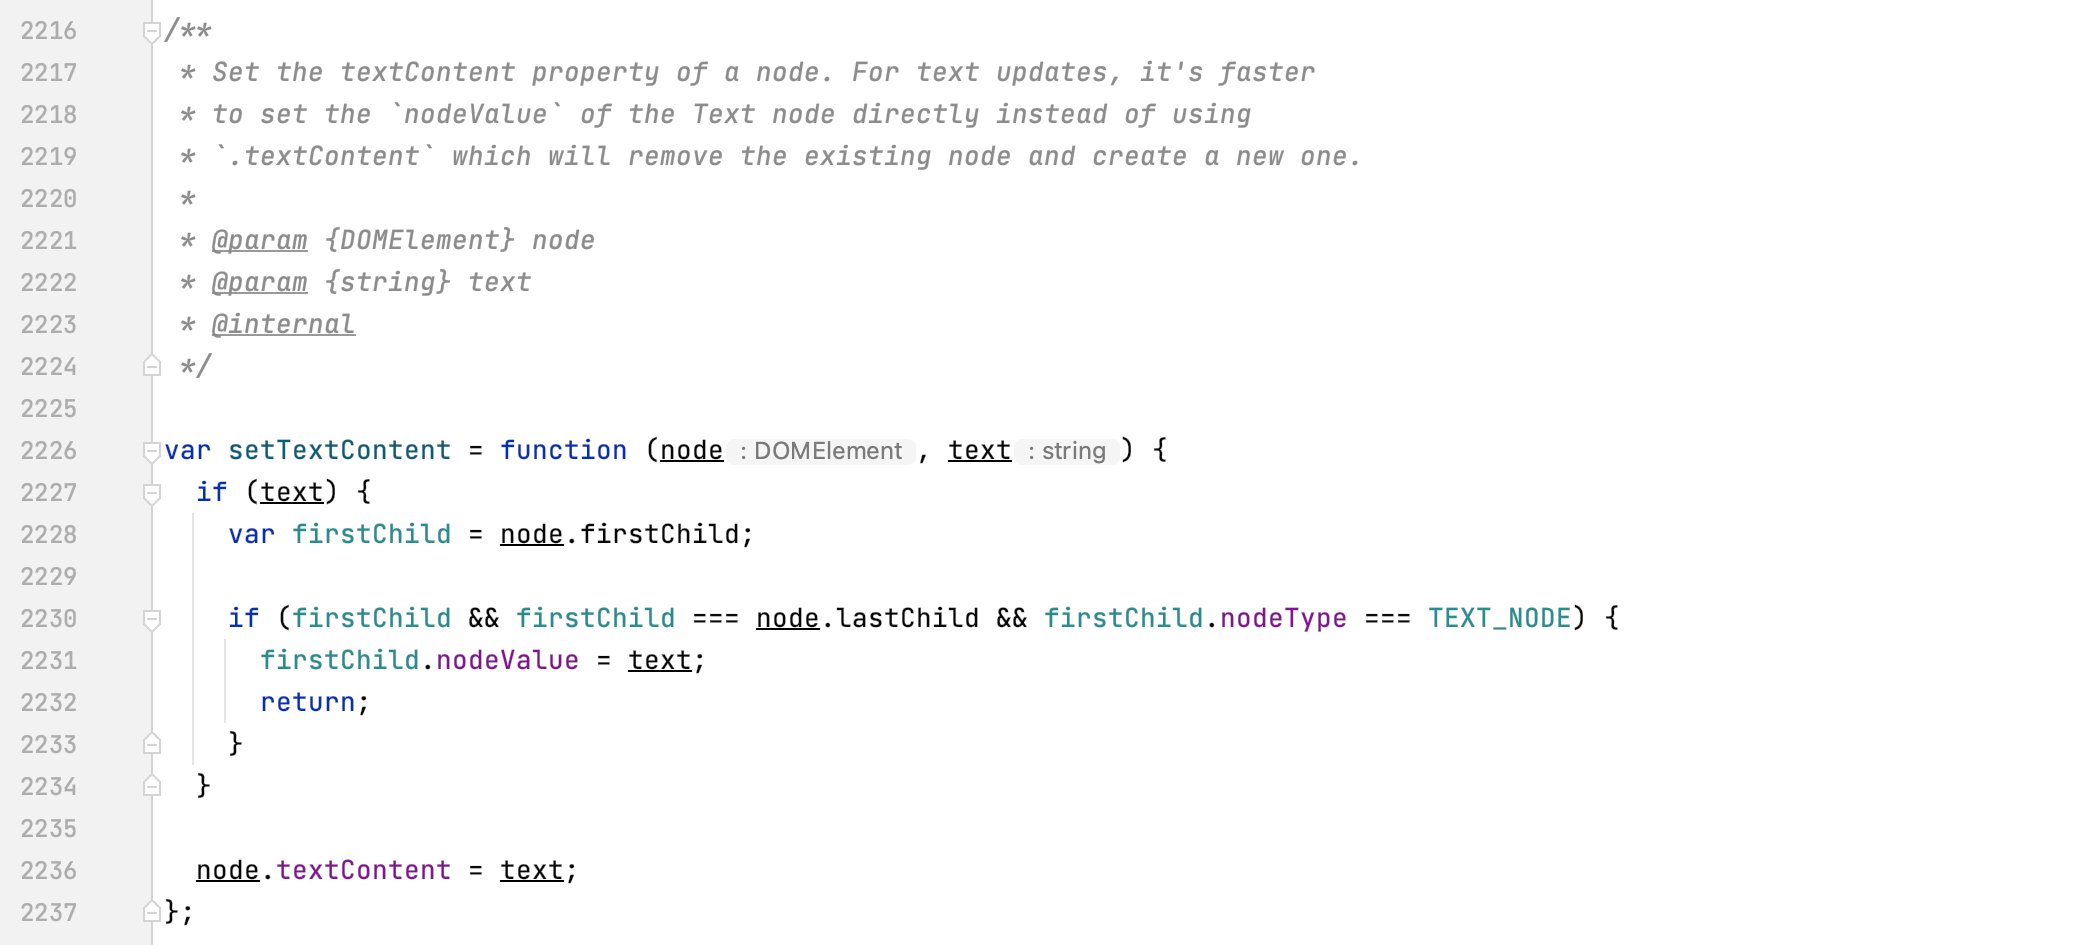 2216 /**
2217  * Set the textContent property of a node. For text updates, it's faster
2218  * to set the `nodeValue` of the Text node directly instead of using
2219  * `.textContent` which will remove the existing node and create a new one.
2220  *
2221  * @param {DOMElement} node
2222  * @param {string} text
2223  * @internal
2224  */
2225
2226 var setTextContent = function (node : DOMElement , text : string ) {
2227   if (text) {
2228     var firstChild = node.firstChild;
2229
2230     if (firstChild && firstChild === node.lastChild && firstChild.nodeType === TEXT_NODE) {
2231       firstChild.nodeValue = text;
2232       return;
2233     }
2234   }
2235
2236   node.textContent = text;
2237 };